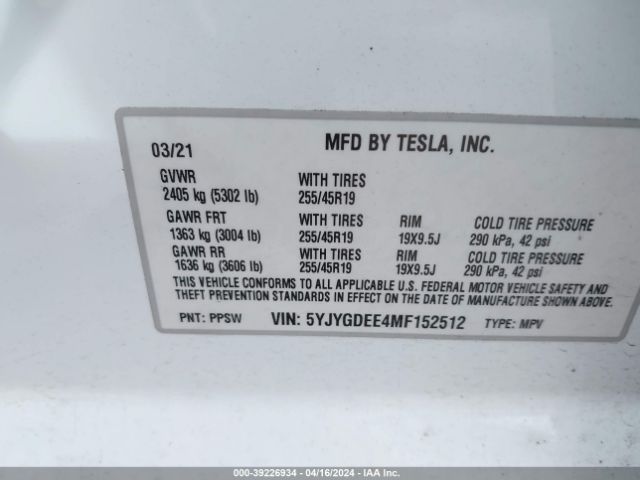 03/21 MFD BY TESLA, INC.
GVWR WITH TIRES
2405 kg (5302 lb) 255/45R19
GAWR FRT WITH TIRES RIM COLD TIRE PRESSURE
1363 kg (3004 lb) 255/45R19 19X9.5J 290 kPa, 42 psi
GAWR RR WITH TIRES RIM COLD TIRE PRESSURE
1636 kg (3606 lb) 255/45R19 19X9.5J 290 kPa, 42 psi
THIS VEHICLE CONFORMS TO ALL APPLICABLE U.S. FEDERAL MOTOR VEHICLE SAFETY AND
THEFT PREVENTION STANDARDS IN EFFECT ON THE DATE OF MANUFACTURE SHOWN ABOVE.
PNT: PPSW VIN: 5YJYGDEE4MF152512 TYPE: MPV
000-39226934 - 04/16/2024 - IAA Inc.